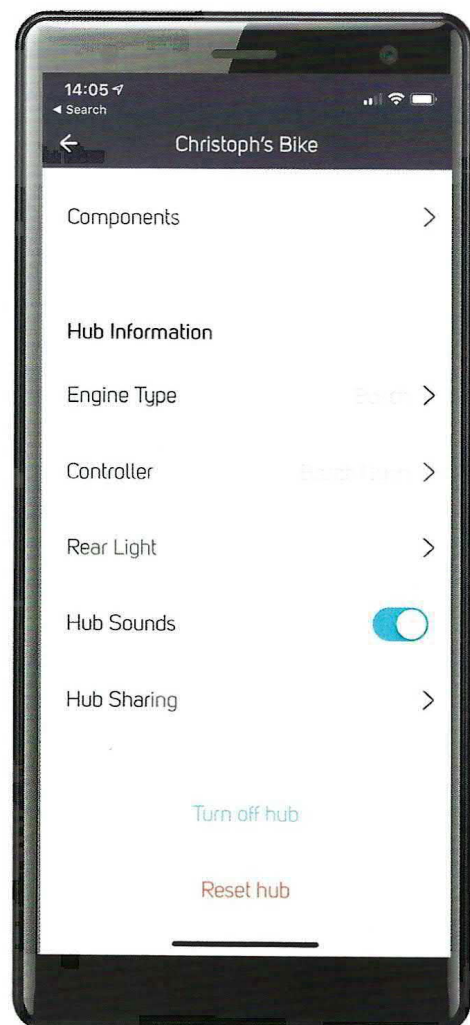 14:05
◀ Search
Christoph's Bike
Components
Hub Information
Engine Type
Controller
Rear Light
Hub Sounds
Hub Sharing
Turn off hub
Reset hub